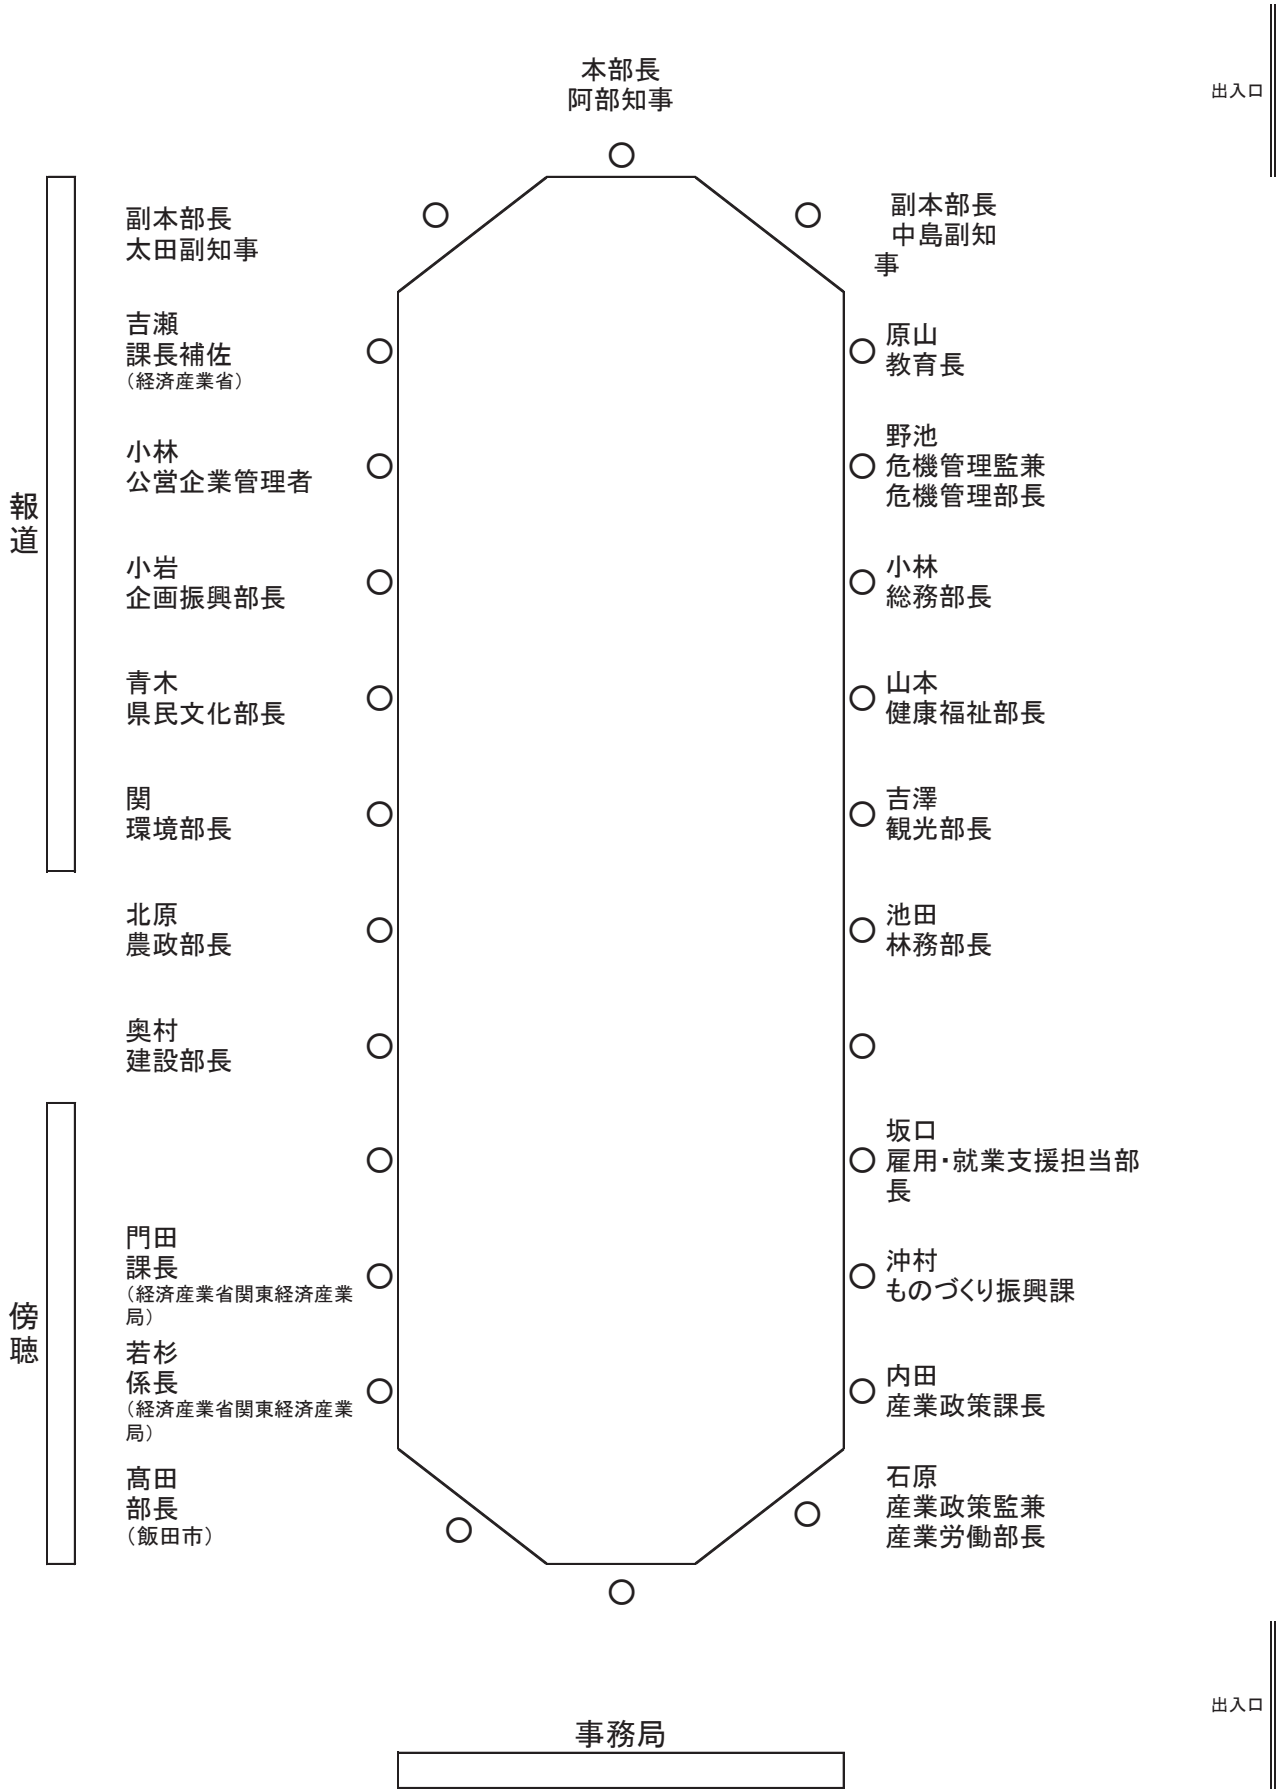 本部長
阿部知事
出入口
副本部長
太田副知事
副本部長
中島副知
事
吉瀬
課長補佐
（経済産業省）
原山
教育長
小林
公営企業管理者
野池
危機管理監兼
危機管理部長
報
道
小岩
企画振興部長
小林
総務部長
青木
県民文化部長
山本
健康福祉部長
関
環境部長
吉澤
観光部長
北原
農政部長
池田
林務部長
奥村
建設部長
坂口
雇用・就業支援担当部
長
門田
課長
（経済産業省関東経済産業
局）
沖村
ものづくり振興課
傍
聴
若杉
係長
（経済産業省関東経済産業
局）
内田
産業政策課長
髙田
部長
（飯田市）
石原
産業政策監兼
産業労働部長
出入口
事務局